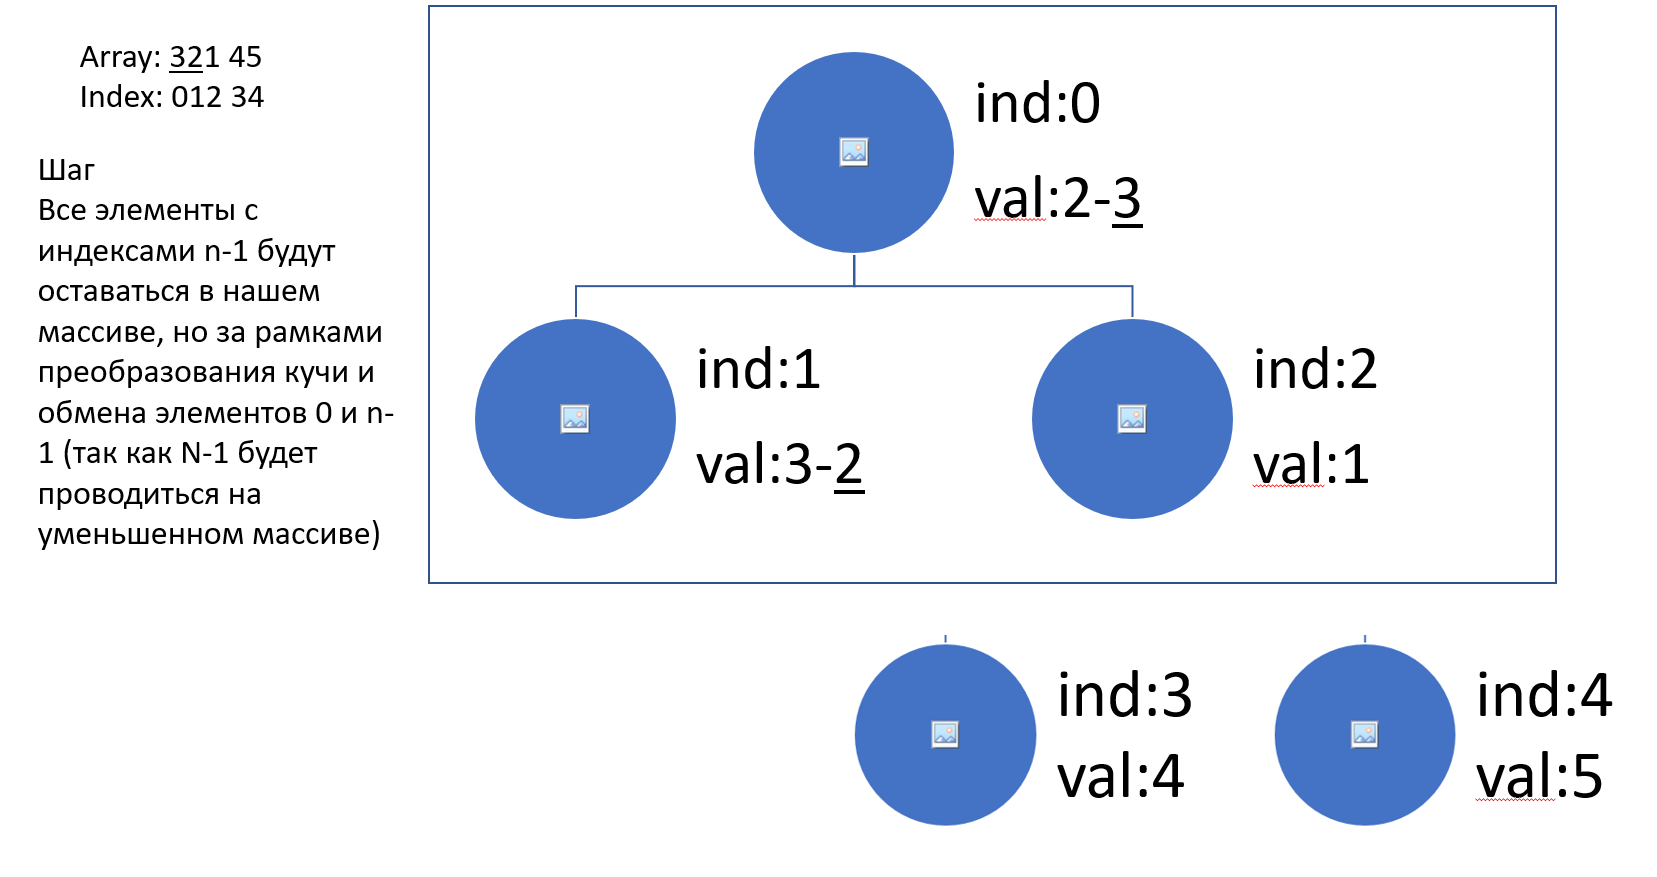 Array: 321 45
Index: 012 34
Шаг
Все элементы с
индексами n-1 будут
оставаться в нашем
массиве, но за рамками
преобразования кучи и
обмена элементов 0 и n-
1 (так как N-1 будет
проводиться на
уменьшенном массиве)
ind:0
val:2-3
ind:1
val:3-2
ind:2
val:1
ind:3
val:4
ind:4
val:5